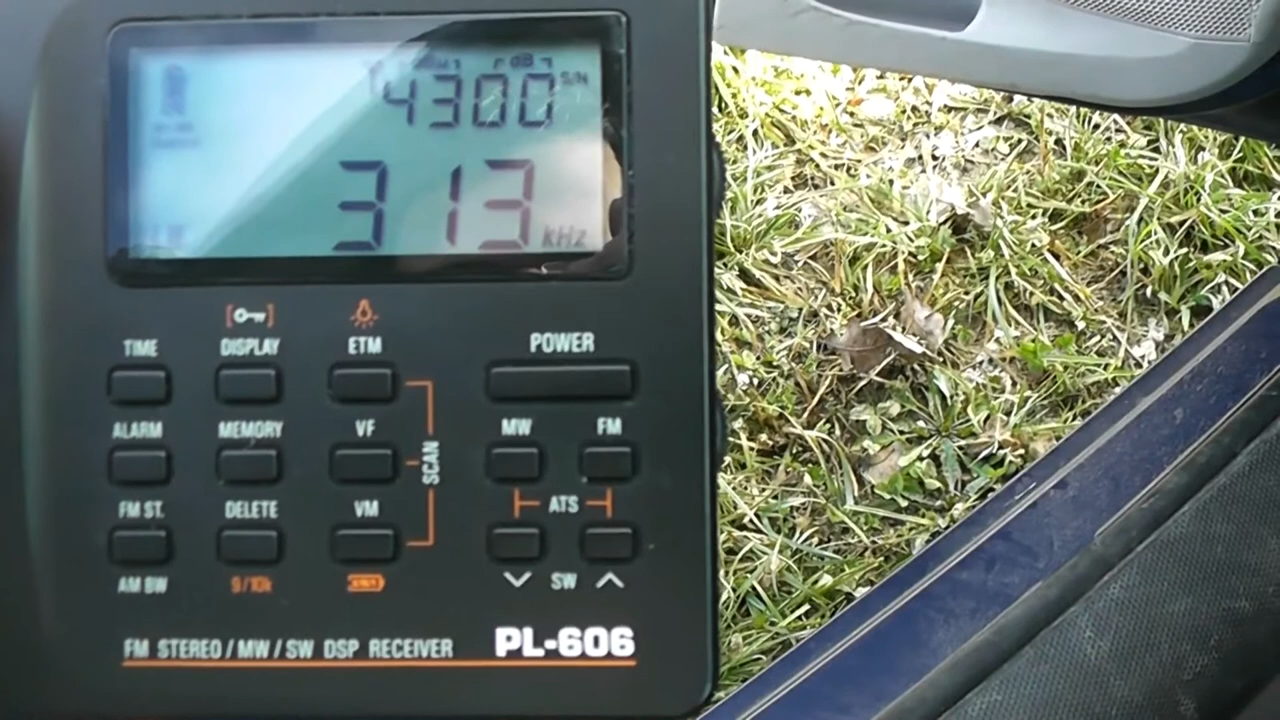 dB
4300 S/N
313 kHz
TIME DISPLAY ETM POWER
ALARM MEMORY VF MW FM
SCAN
FM ST. DELETE VM ATS
AM BW 9/10k SW
FM STEREO/MW/SW DSP RECEIVER PL-606